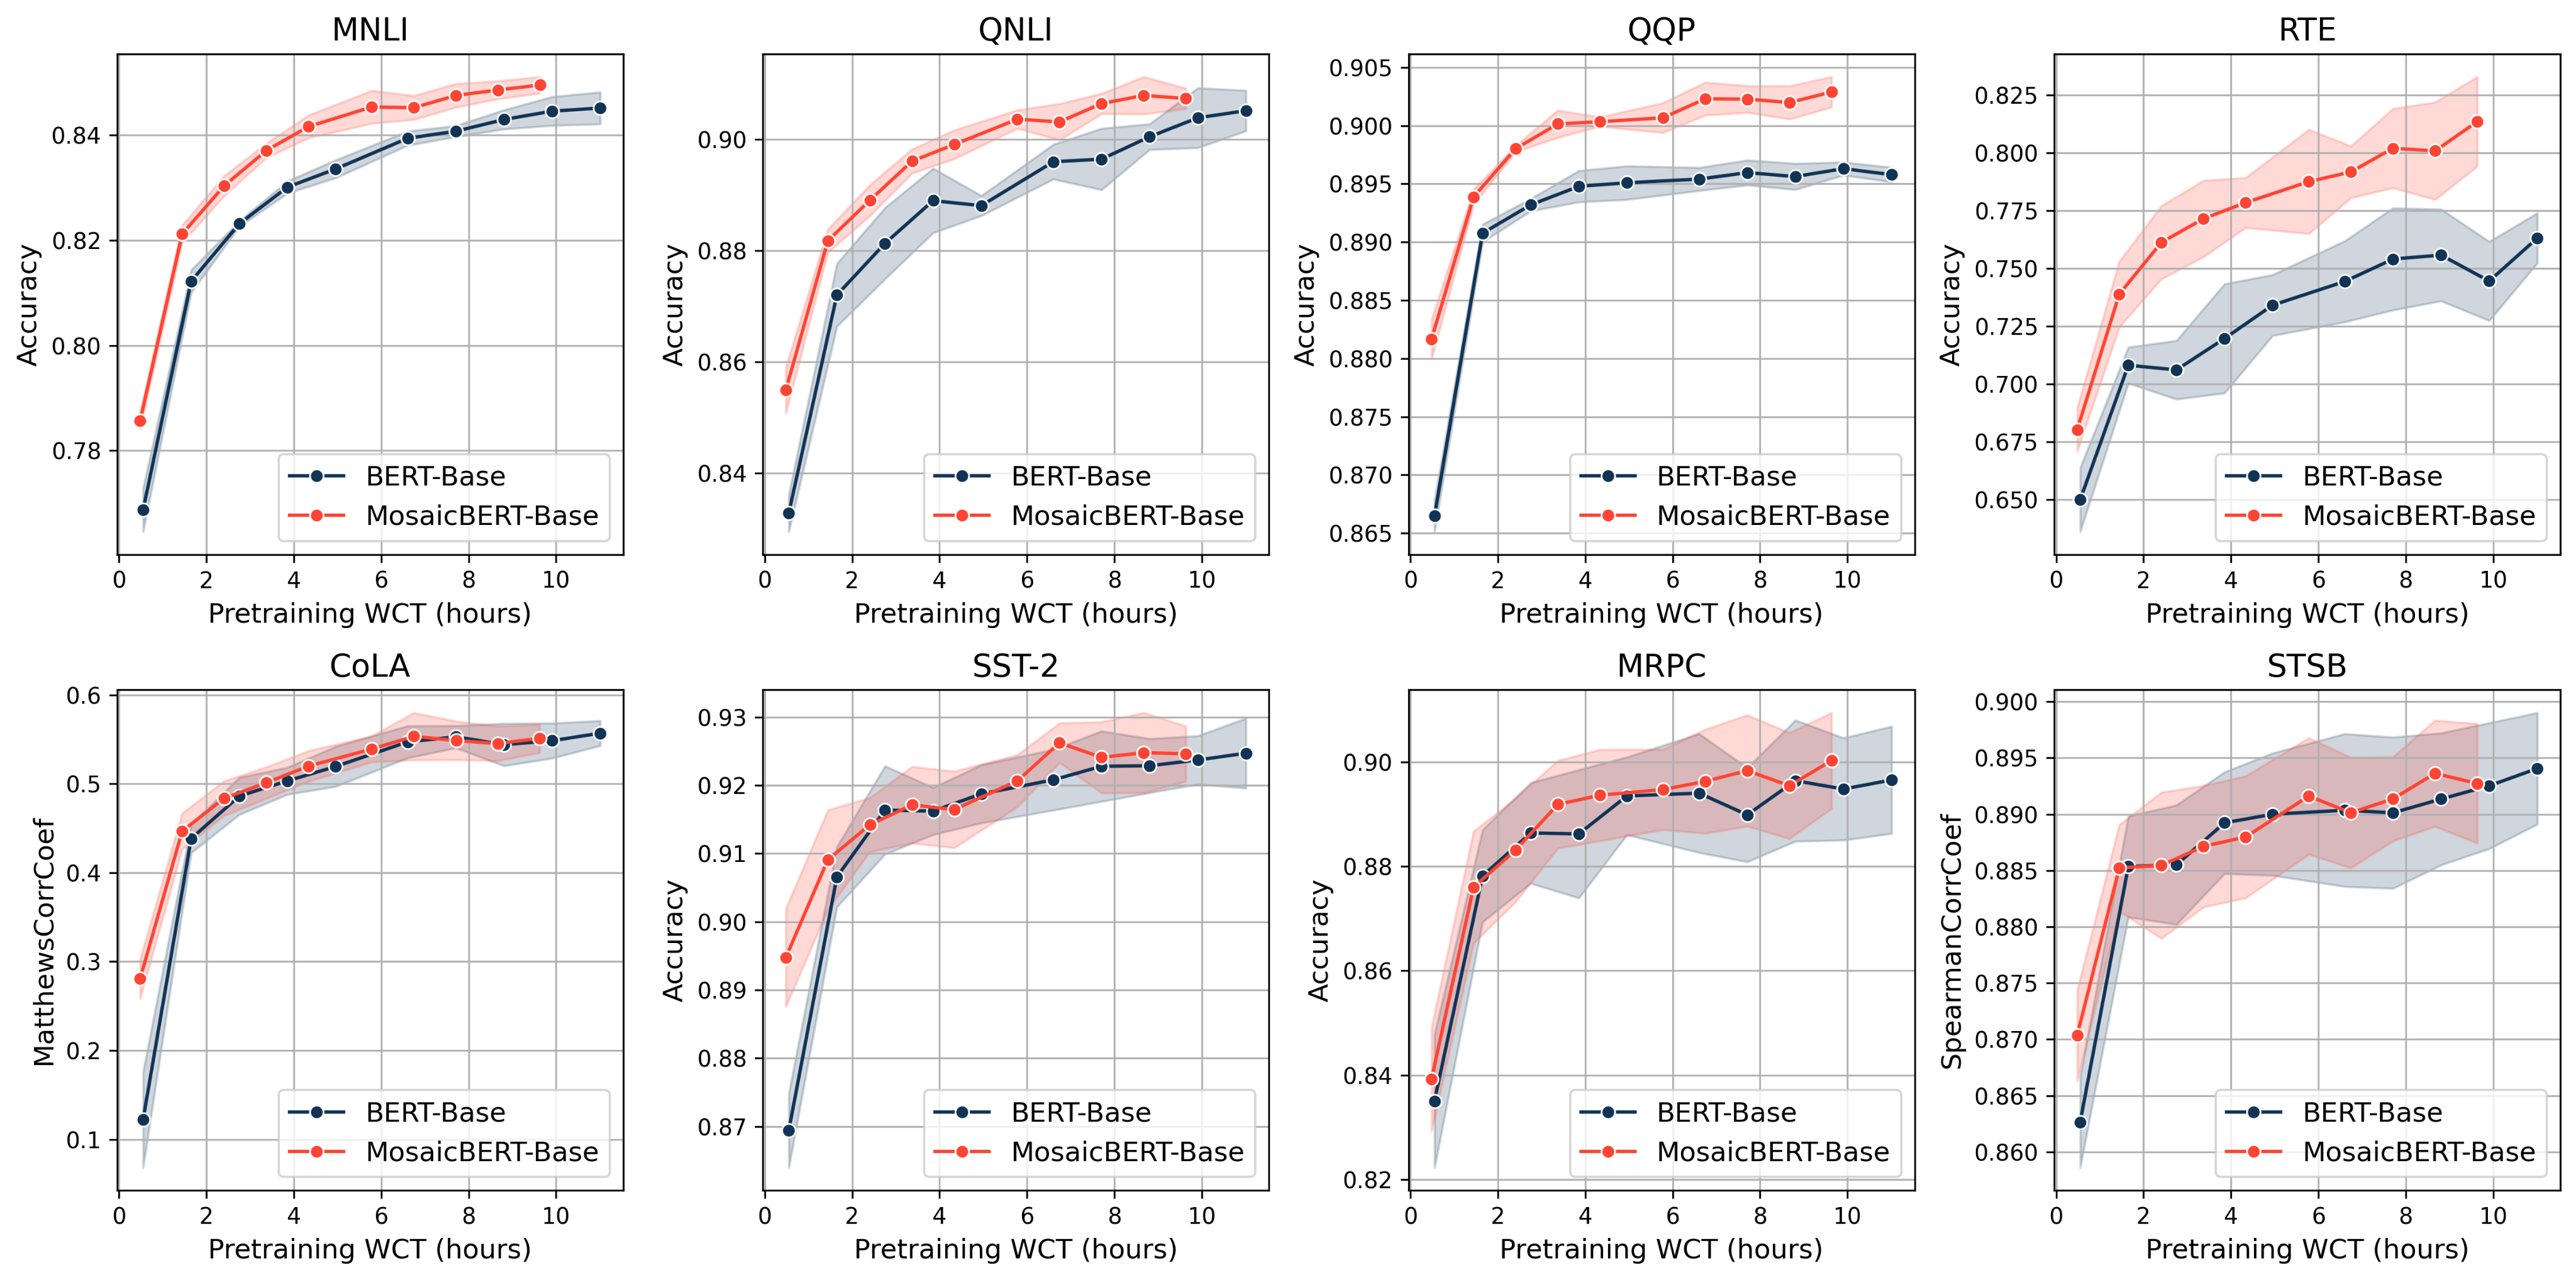 MNLI
Accuracy
0.84
0.82
0.80
0.78
BERT-Base
MosaicBERT-Base
0 2 4 6 8 10
Pretraining WCT (hours)
QNLI
Accuracy
0.90
0.88
0.86
0.84
BERT-Base
MosaicBERT-Base
0 2 4 6 8 10
Pretraining WCT (hours)
QQP
Accuracy
0.905
0.900
0.895
0.890
0.885
0.880
0.875
0.870
0.865
BERT-Base
MosaicBERT-Base
0 2 4 6 8 10
Pretraining WCT (hours)
RTE
Accuracy
0.825
0.800
0.775
0.750
0.725
0.700
0.675
0.650
BERT-Base
MosaicBERT-Base
0 2 4 6 8 10
Pretraining WCT (hours)
CoLA
MatthewsCorrCoef
0.6
0.5
0.4
0.3
0.2
0.1
BERT-Base
MosaicBERT-Base
0 2 4 6 8 10
Pretraining WCT (hours)
SST-2
Accuracy
0.93
0.92
0.91
0.90
0.89
0.88
0.87
BERT-Base
MosaicBERT-Base
0 2 4 6 8 10
Pretraining WCT (hours)
MRPC
Accuracy
0.90
0.88
0.86
0.84
0.82
BERT-Base
MosaicBERT-Base
0 2 4 6 8 10
Pretraining WCT (hours)
STSB
SpearmanCorrCoef
0.900
0.895
0.890
0.885
0.880
0.875
0.870
0.865
0.860
BERT-Base
MosaicBERT-Base
0 2 4 6 8 10
Pretraining WCT (hours)